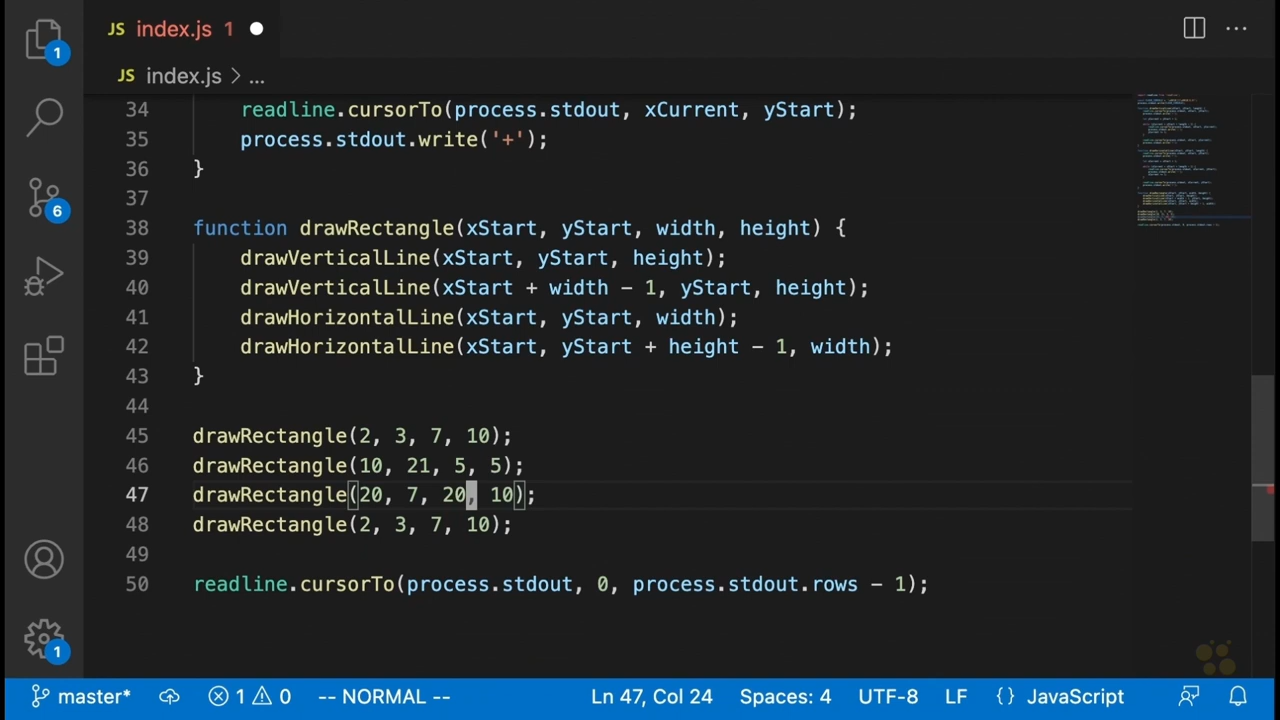 JS index.js 1
JS index.js > ...
34 readline.cursorTo(process.stdout, xCurrent, yStart);
35 process.stdout.write('+');
36 }
37
38 function drawRectangle(xStart, yStart, width, height) {
39 drawVerticalLine(xStart, yStart, height);
40 drawVerticalLine(xStart + width - 1, yStart, height);
41 drawHorizontalLine(xStart, yStart, width);
42 drawHorizontalLine(xStart, yStart + height - 1, width);
43 }
44
45 drawRectangle(2, 3, 7, 10);
46 drawRectangle(10, 21, 5, 5);
47 drawRectangle(20, 7, 20, 10);
48 drawRectangle(2, 3, 7, 10);
49
50 readline.cursorTo(process.stdout, 0, process.stdout.rows - 1);
1
6
1
master* 1 0 -- NORMAL -- Ln 47, Col 24 Spaces: 4 UTF-8 LF {} JavaScript